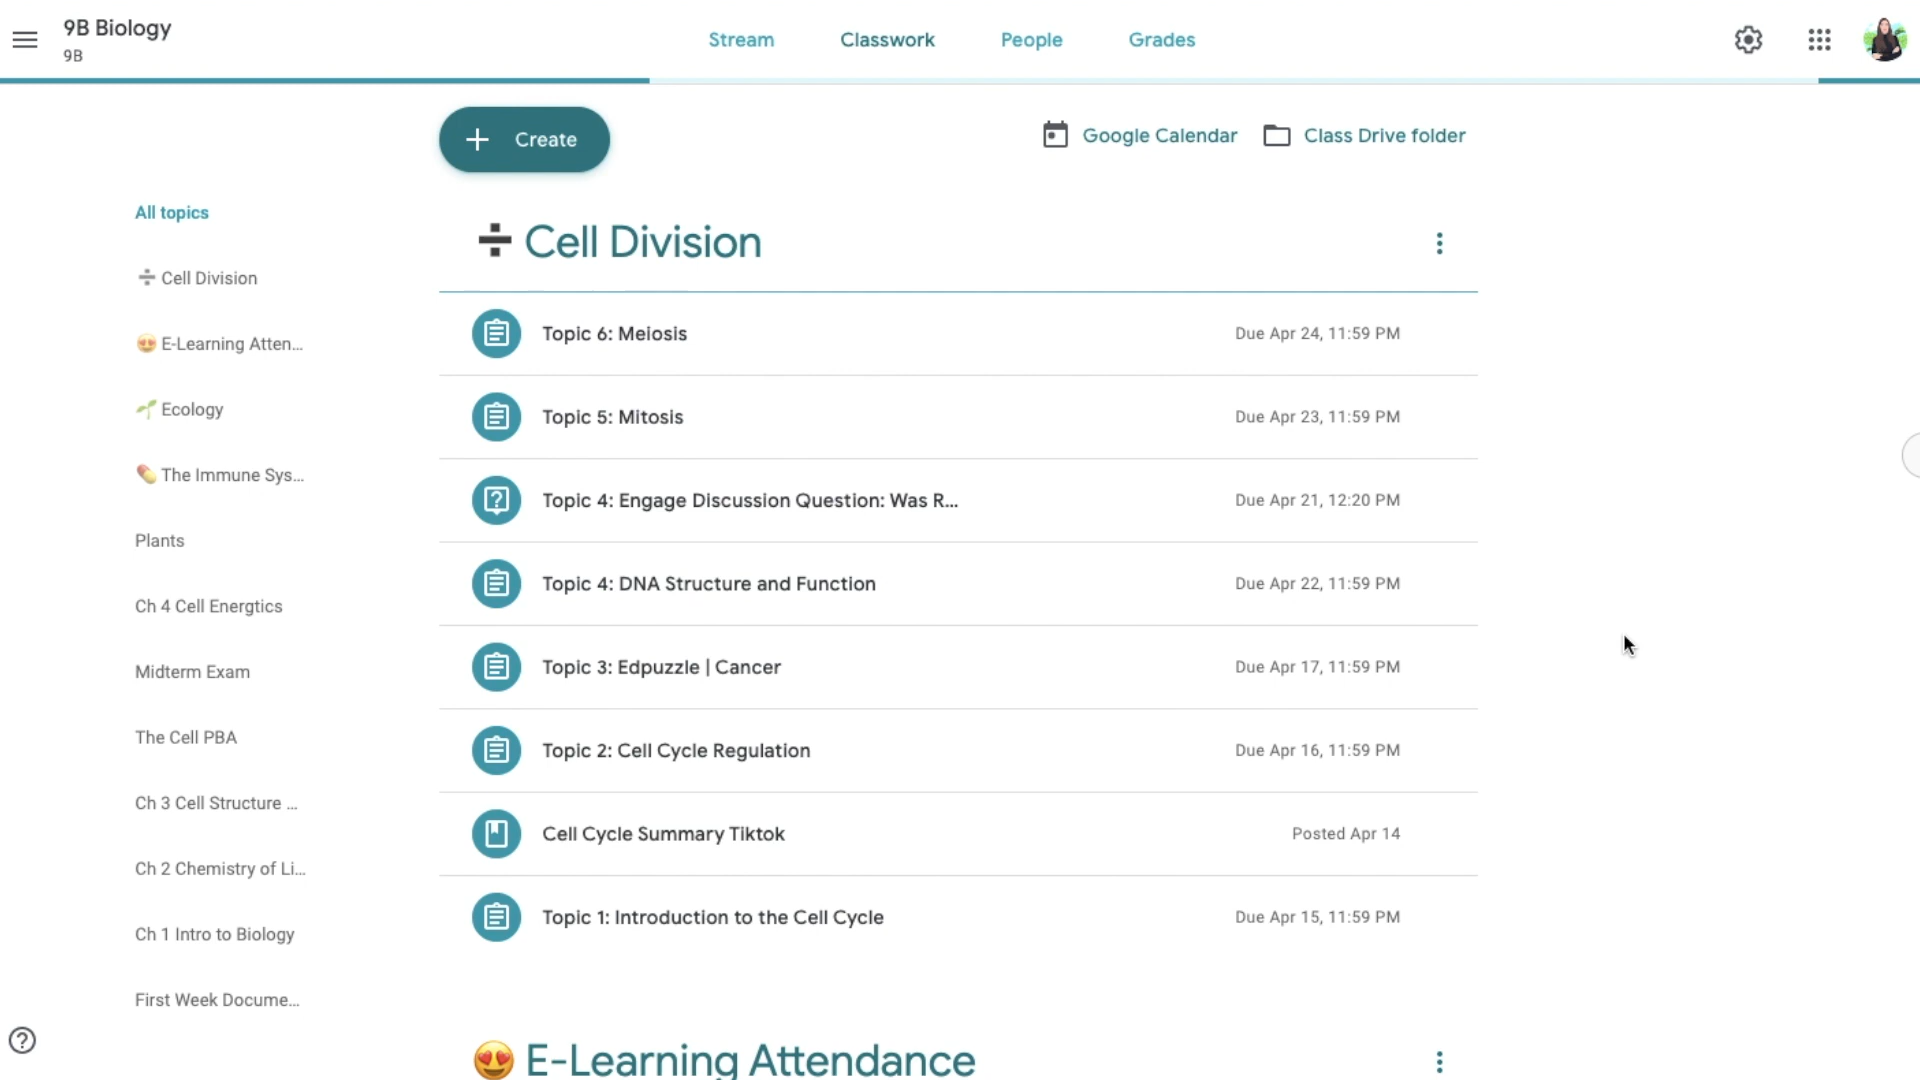 9B Biology
9B
Stream
Classwork
People
Grades
Create
Google Calendar
Class Drive folder
All topics
➗ Cell Division
😍 E-Learning Atten...
🌱 Ecology
💊 The Immune Sys...
Plants
Ch 4 Cell Energtics
Midterm Exam
The Cell PBA
Ch 3 Cell Structure ...
Ch 2 Chemistry of Li...
Ch 1 Intro to Biology
First Week Docume...
➗ Cell Division
Topic 6: Meiosis Due Apr 24, 11:59 PM
Topic 5: Mitosis Due Apr 23, 11:59 PM
Topic 4: Engage Discussion Question: Was R... Due Apr 21, 12:20 PM
Topic 4: DNA Structure and Function Due Apr 22, 11:59 PM
Topic 3: Edpuzzle | Cancer Due Apr 17, 11:59 PM
Topic 2: Cell Cycle Regulation Due Apr 16, 11:59 PM
Cell Cycle Summary Tiktok Posted Apr 14
Topic 1: Introduction to the Cell Cycle Due Apr 15, 11:59 PM
😍 E-Learning Attendance